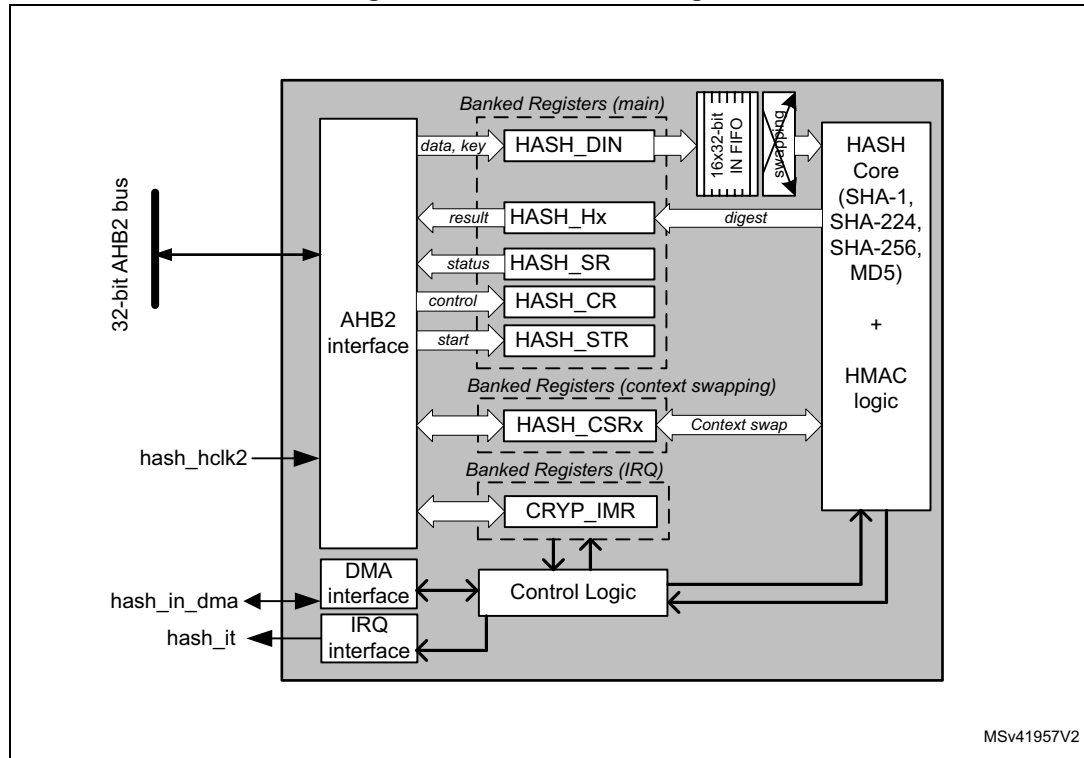 Banked Registers (main)
data, key
HASH_DIN
16x32-bit
IN FIFO
swapping
HASH
Core
(SHA-1,
SHA-224,
SHA-256,
MD5)
+
HMAC
logic
result
HASH_Hx
digest
status
HASH_SR
control
HASH_CR
start
HASH_STR
32-bit AHB2 bus
AHB2
interface
Banked Registers (context swapping)
HASH_CSRx
Context swap
hash_hclk2
Banked Registers (IRQ)
CRYP_IMR
DMA
interface
Control Logic
hash_in_dma
hash_it
IRQ
interface
MSv41957V2